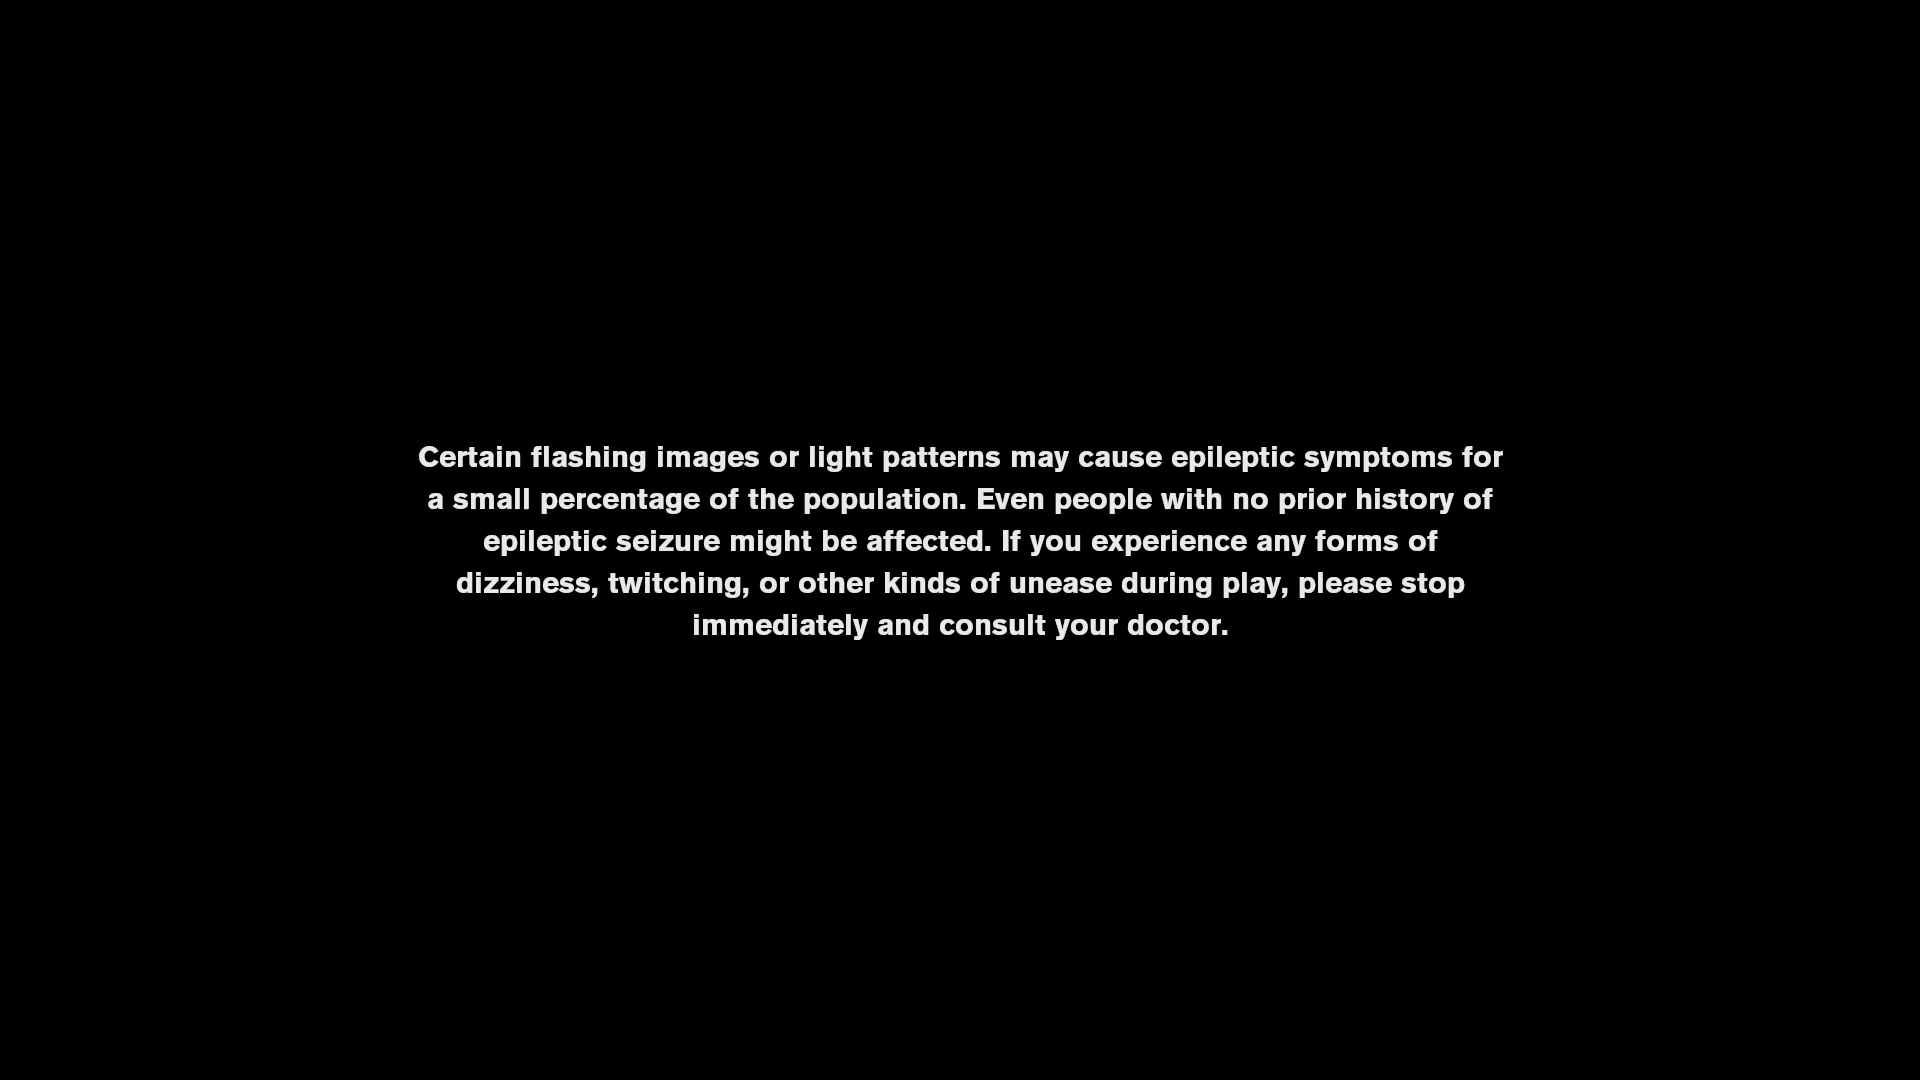 Certain flashing images or light patterns may cause epileptic symptoms for
a small percentage of the population. Even people with no prior history of
epileptic seizure might be affected. If you experience any forms of
dizziness, twitching, or other kinds of unease during play, please stop
immediately and consult your doctor.